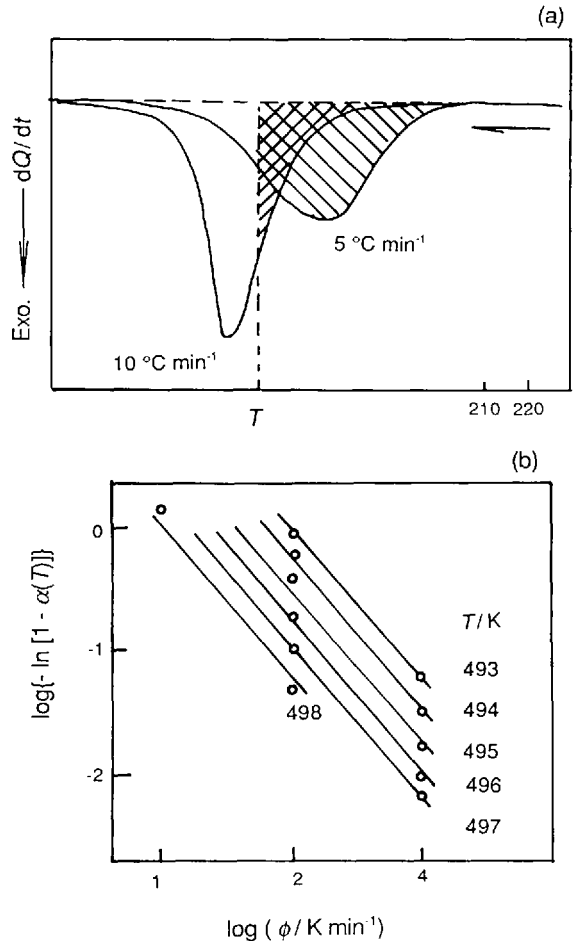 (a)
Exo. ⟶ dQ/dt
5 °C min⁻¹
10 °C min⁻¹
T
210 220
(b)
log{- ln [1 - α(T)]}
0
-1
-2
T/ K
493
494
495
496
497
498
1 2 4
log ( ϕ/ K min⁻¹)